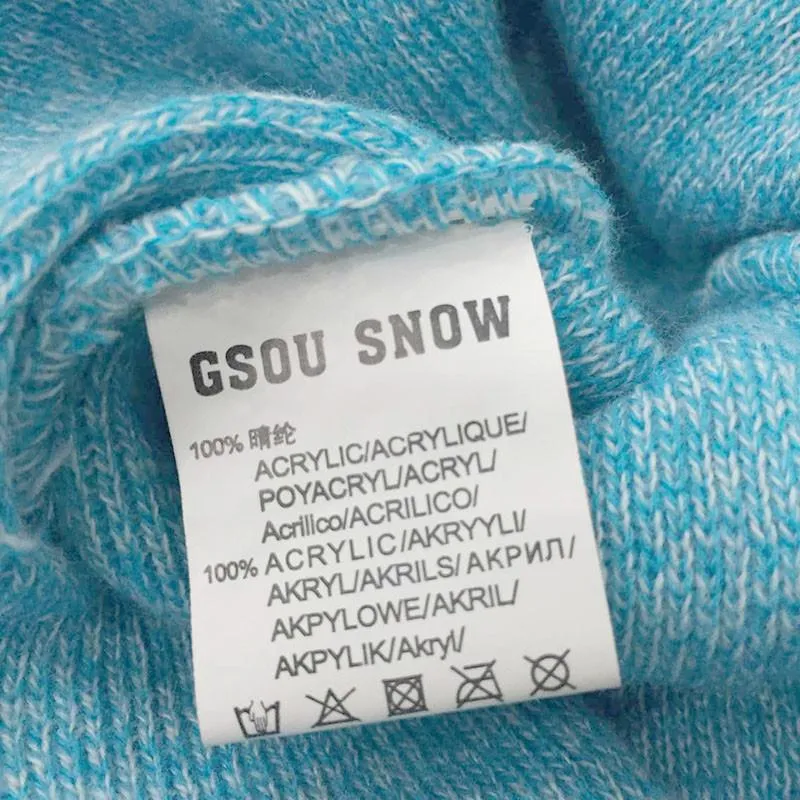 GSOU SNOW
100% 晴纶
ACRYLIC/ACRYLIQUE/
POYACRYL/ACRYL/
Acrilico/ACRILICO/
100% ACRYLIC/AKRYYLI/
AKRYL/AKRILS/АКРИЛ/
AKPYLOWE/AKRIL/
AKPYLIK/Akryl/